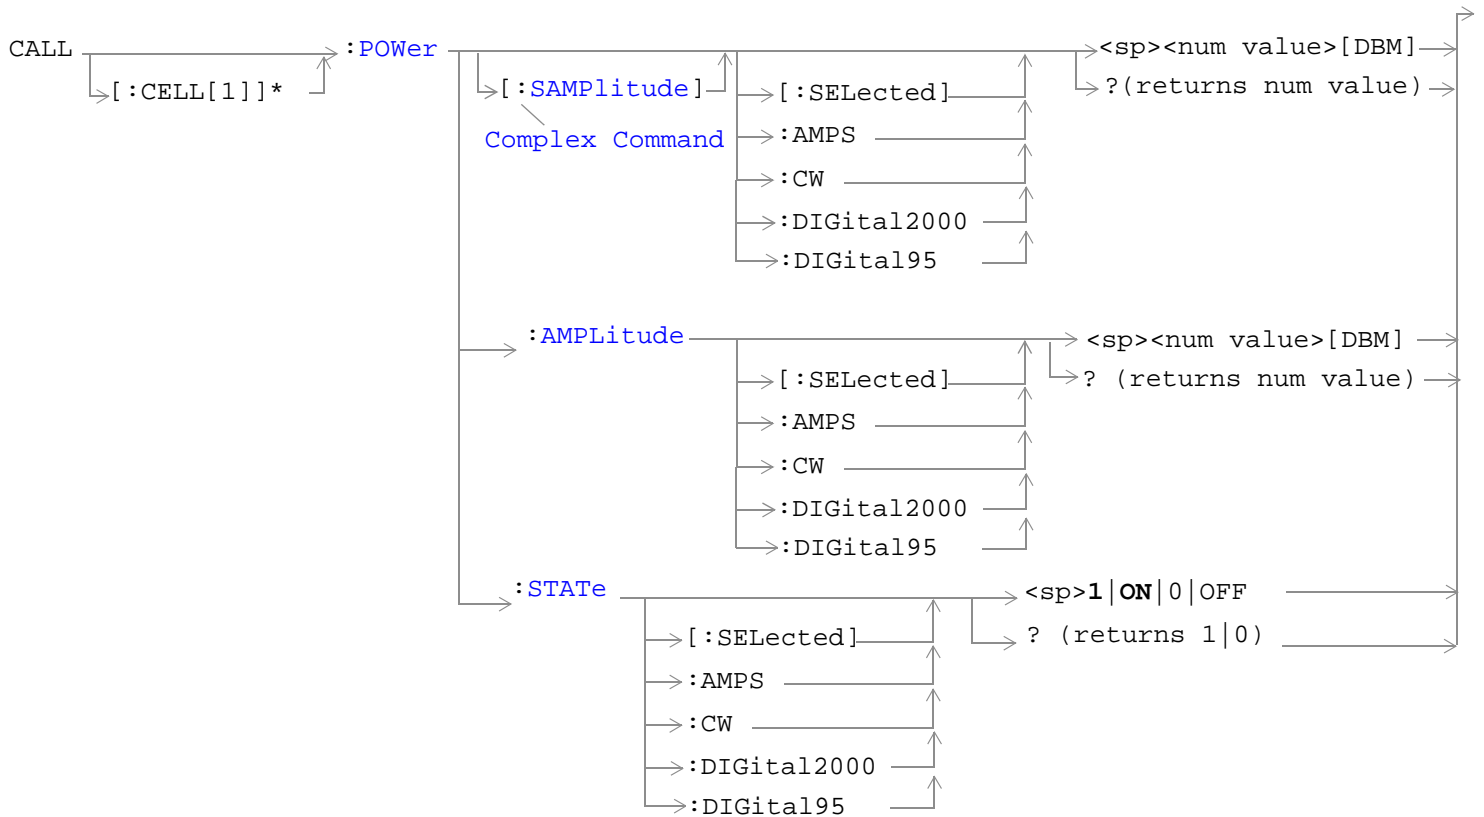 CALL :POWer <sp><num value>[DBM]
[:CELL[1]]* [:SAMPlitude] [:SELected] ?(returns num value)
Complex Command :AMPS
:CW
:DIGital2000
:DIGital95
:AMPLitude <sp><num value>[DBM]
[:SELected] ? (returns num value)
:AMPS
:CW
:DIGital2000
:DIGital95
:STATe <sp>1|ON|0|OFF
[:SELected] ? (returns 1|0)
:AMPS
:CW
:DIGital2000
:DIGital95